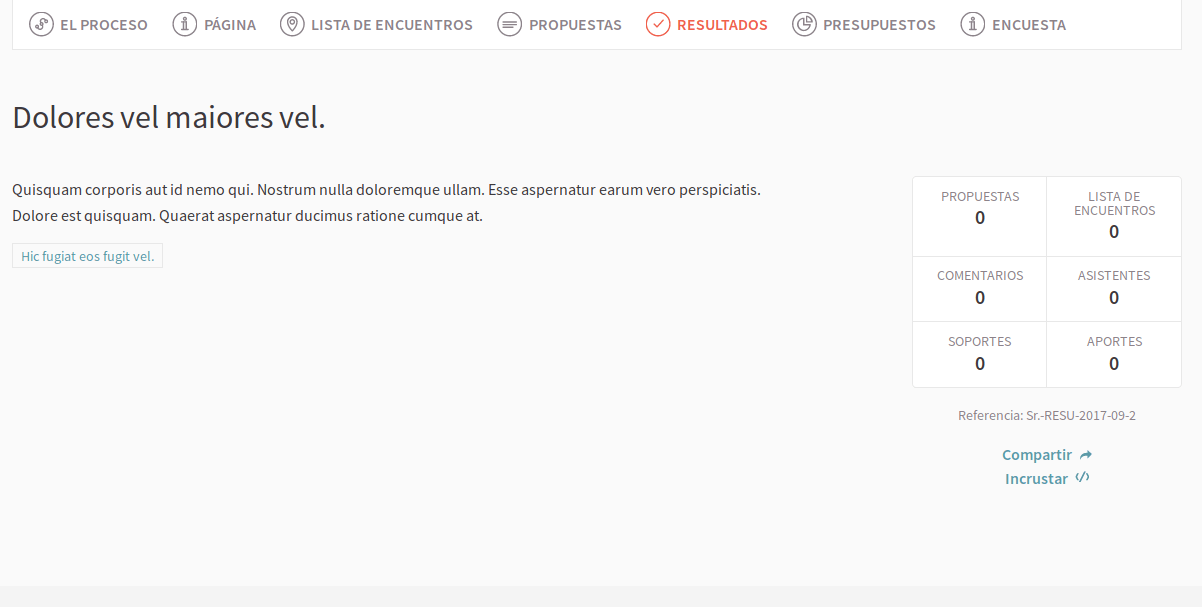 EL PROCESO PÁGINA LISTA DE ENCUENTROS PROPUESTAS RESULTADOS PRESUPUESTOS ENCUESTA
Dolores vel maiores vel.
Quisquam corporis aut id nemo qui. Nostrum nulla doloremque ullam. Esse aspernatur earum vero perspiciatis.
Dolore est quisquam. Quaerat aspernatur ducimus ratione cumque at.
Hic fugiat eos fugit vel.
PROPUESTAS
0
LISTA DE
ENCUENTROS
0
COMENTARIOS
0
ASISTENTES
0
SOPORTES
0
APORTES
0
Referencia: Sr.-RESU-2017-09-2
Compartir
Incrustar